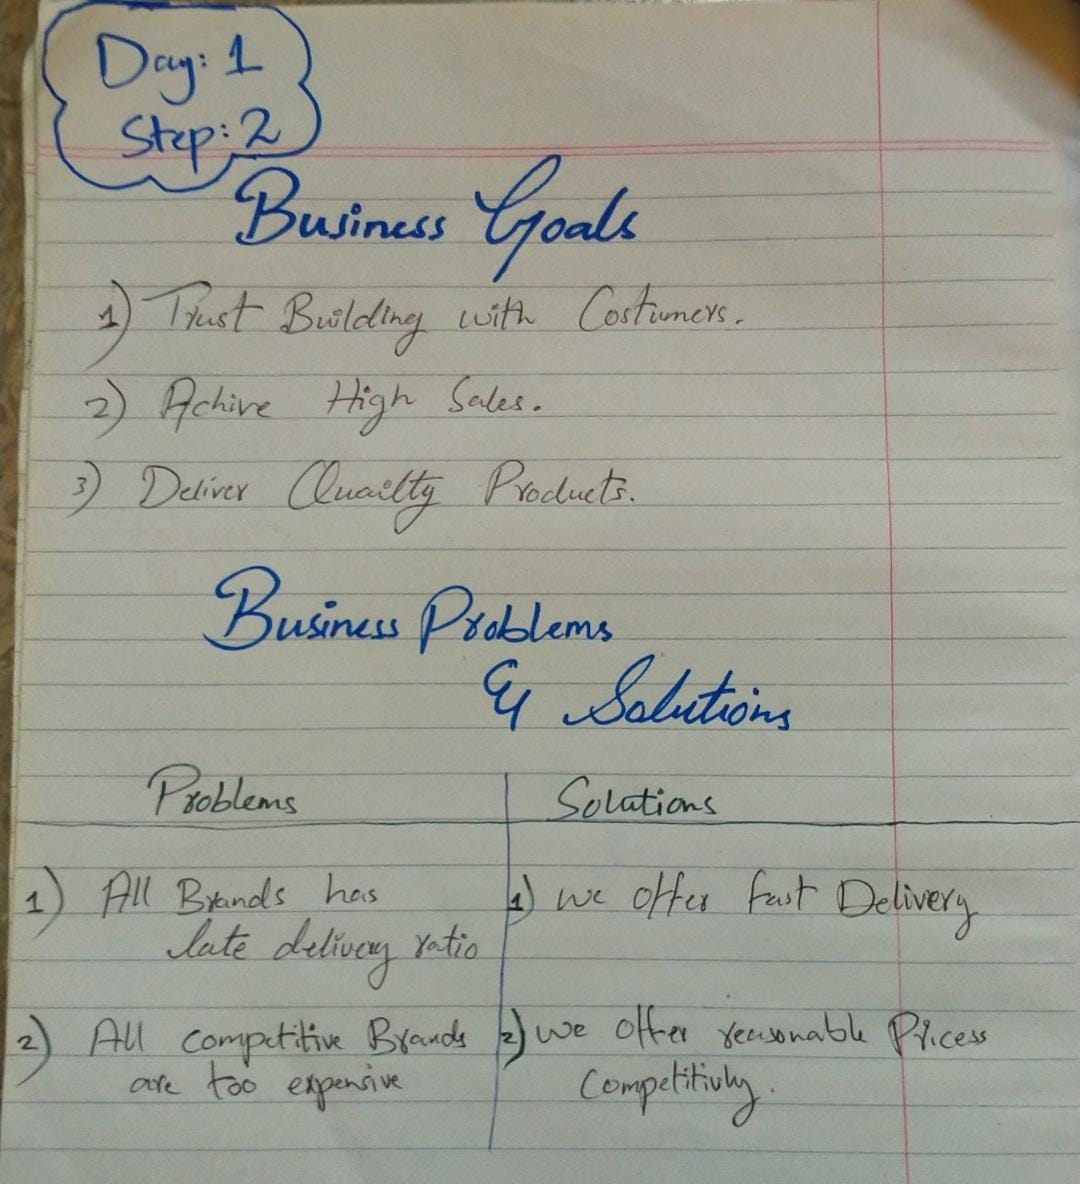 Day: 1
Step: 2
Business Goals
1) Trust Building with Costumers.
2) Achive High Sales.
3) Deliver Quailty Products.
Business Problems
& Solutions
Problems
Solutions
1) All Brands has
late delivery ratio
1) we offer fast Delivery
2) All competitive Brands
are too expensive
2) we offer reasonable Pricess
Competitivly.